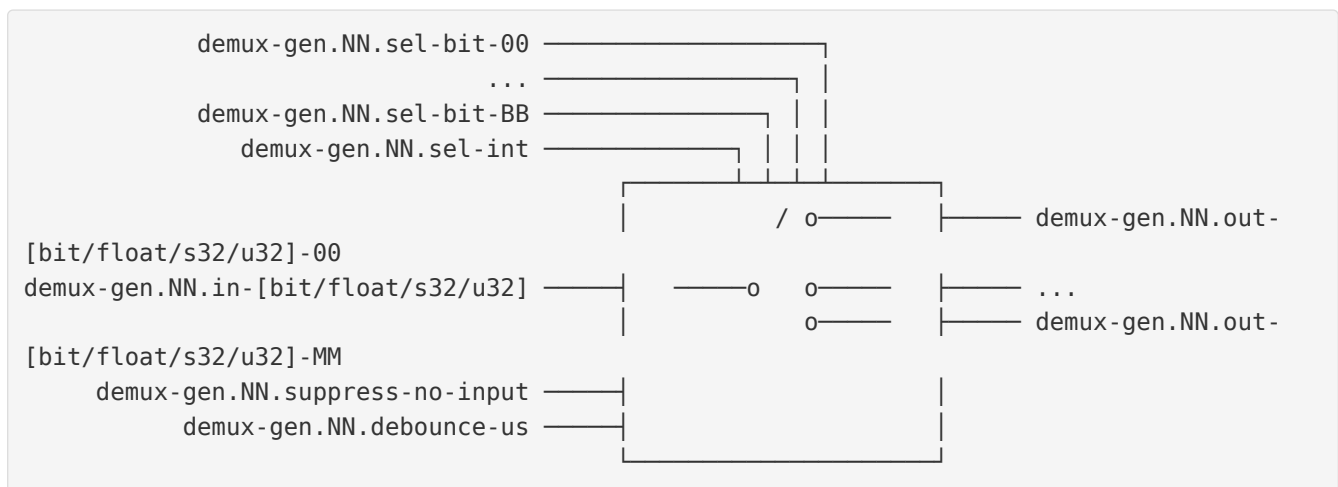 demux-gen.NN.sel-bit-00
...
demux-gen.NN.sel-bit-BB
demux-gen.NN.sel-int
/ o
demux-gen.NN.out-
[bit/float/s32/u32]-00
demux-gen.NN.in-[bit/float/s32/u32] o o ...
o demux-gen.NN.out-
[bit/float/s32/u32]-MM
demux-gen.NN.suppress-no-input
demux-gen.NN.debounce-us